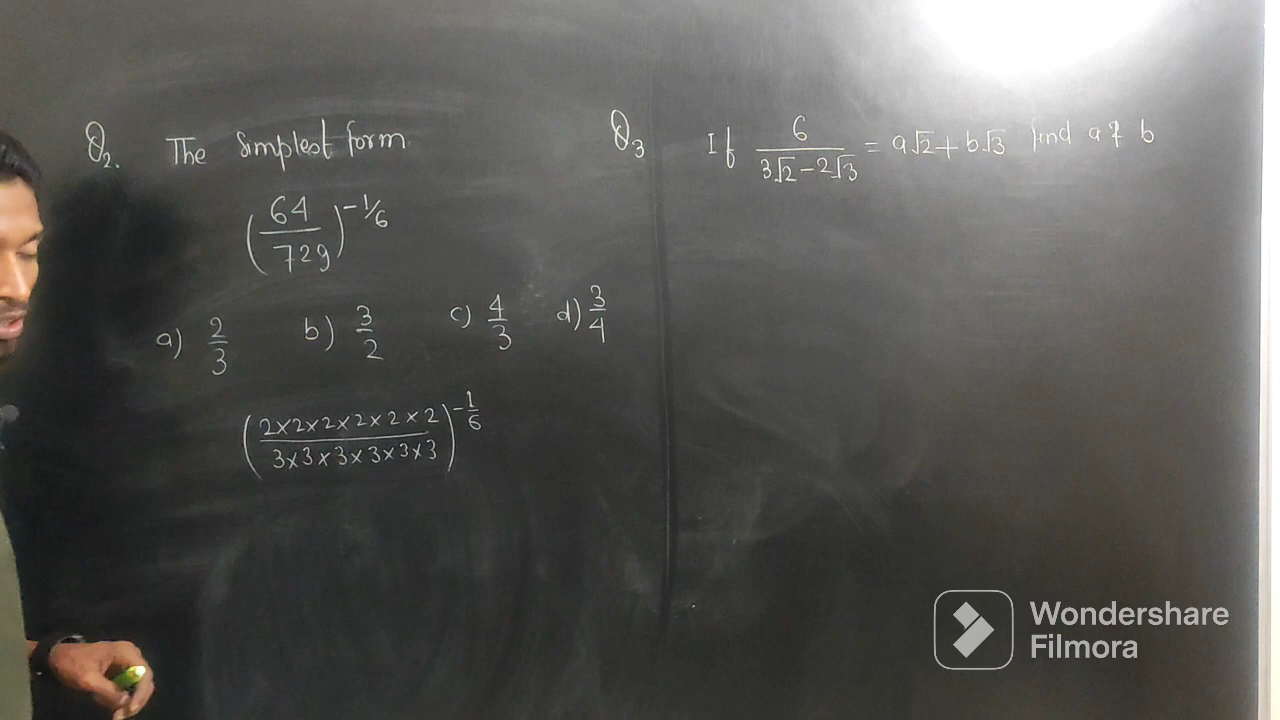 Q2. The Simplest form
(64/729)^-1/6
a) 2/3 b) 3/2 c) 4/3 d) 3/4
(2×2×2×2×2×2/3×3×3×3×3×3)^-1/6
Q3 If 6/3√2-2√3 = a√2+b√3 find a & b
Wondershare
Filmora